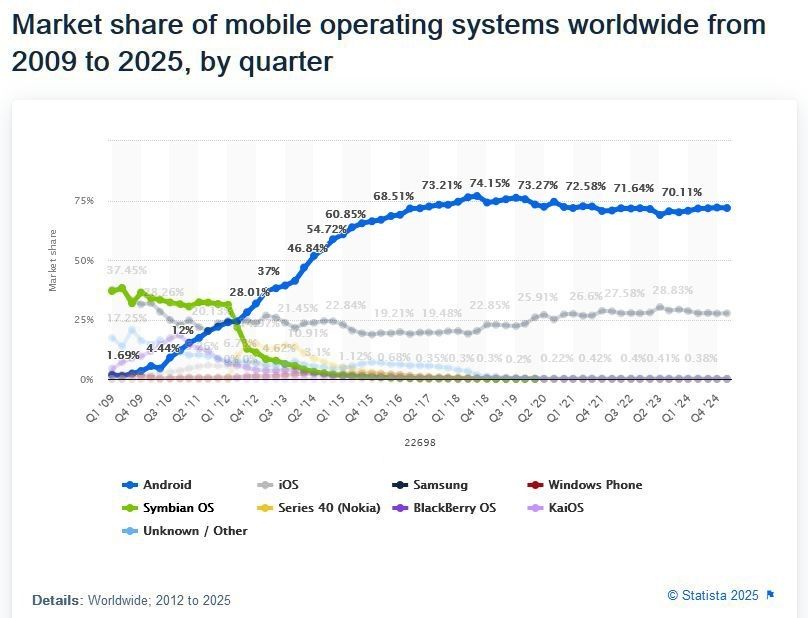 Market share of mobile operating systems worldwide from
2009 to 2025, by quarter
Market share
75%
50%
25%
0%
73.21% 74.15% 73.27% 72.58% 71.64% 70.11%
68.51%
60.85%
54.72%
46.84%
37%
28.01%
12%
4.44%
1.69%
37.45%
38.26%
17.25%
20.13%
21.45% 22.84% 19.21% 19.48% 22.85% 25.91% 26.6% 27.58% 28.83%
10.91%
4.62% 3.1% 1.12% 0.68% 0.35% 0.3% 0.3% 0.2% 0.22% 0.42% 0.4% 0.41% 0.38%
Q1 '09 Q4 '09 Q3 '10 Q2 '11 Q1 '12 Q4 '12 Q3 '13 Q2 '14 Q1 '15 Q4 '15 Q3 '16 Q2 '17 Q1 '18 Q4 '18 Q3 '19 Q2 '20 Q1 '21 Q4 '21 Q3 '22 Q2 '23 Q1 '24 Q4 '24
22698
Android iOS Samsung Windows Phone
Symbian OS Series 40 (Nokia) BlackBerry OS KaiOS
Unknown / Other
Details: Worldwide; 2012 to 2025
© Statista 2025